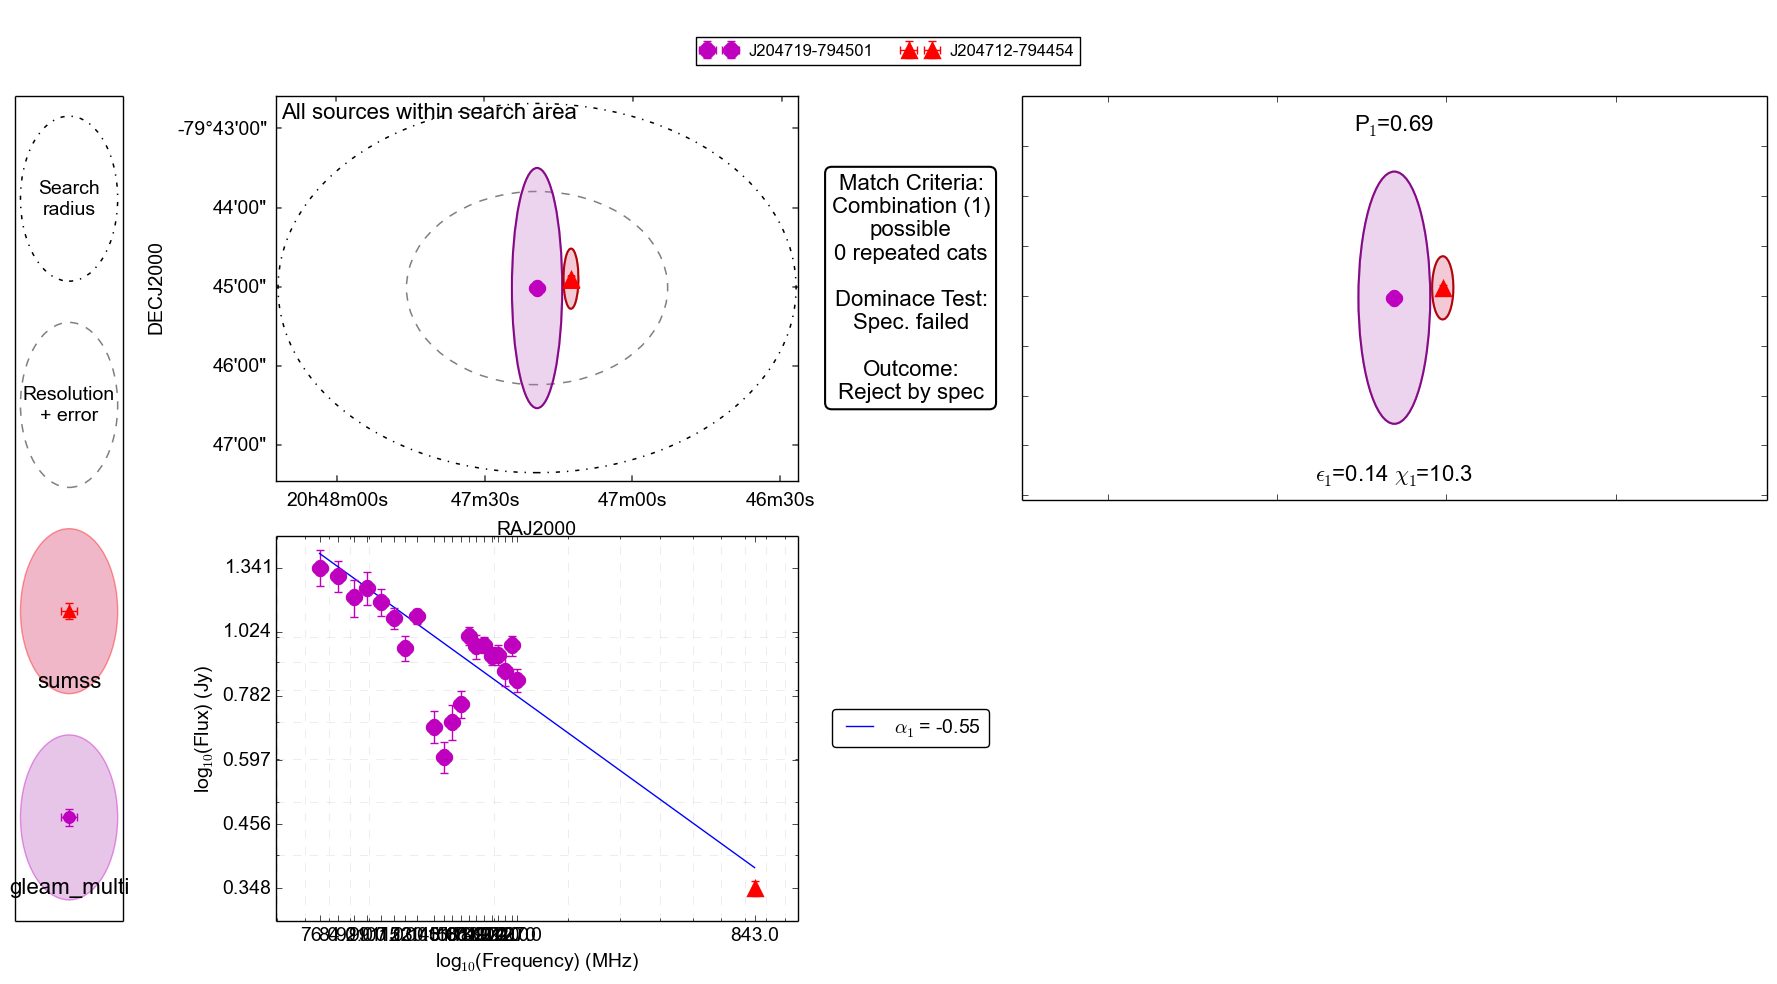 J204719-794501
J204712-794454
Search
radius
Resolution
+ error
sumss
gleam_multi
All sources within search area
-79°43'00"
44'00"
45'00"
46'00"
47'00"
DECJ2000
20h48m00s
47m30s
47m00s
46m30s
RAJ2000
Match Criteria:
Combination (1)
possible
0 repeated cats
Dominace Test:
Spec. failed
Outcome:
Reject by spec
P1=0.69
ϵ1=0.14 χ1=10.3
1.341
1.024
0.782
0.597
0.456
0.348
log10(Flux) (Jy)
843.0
log10(Frequency) (MHz)
α1 = -0.55